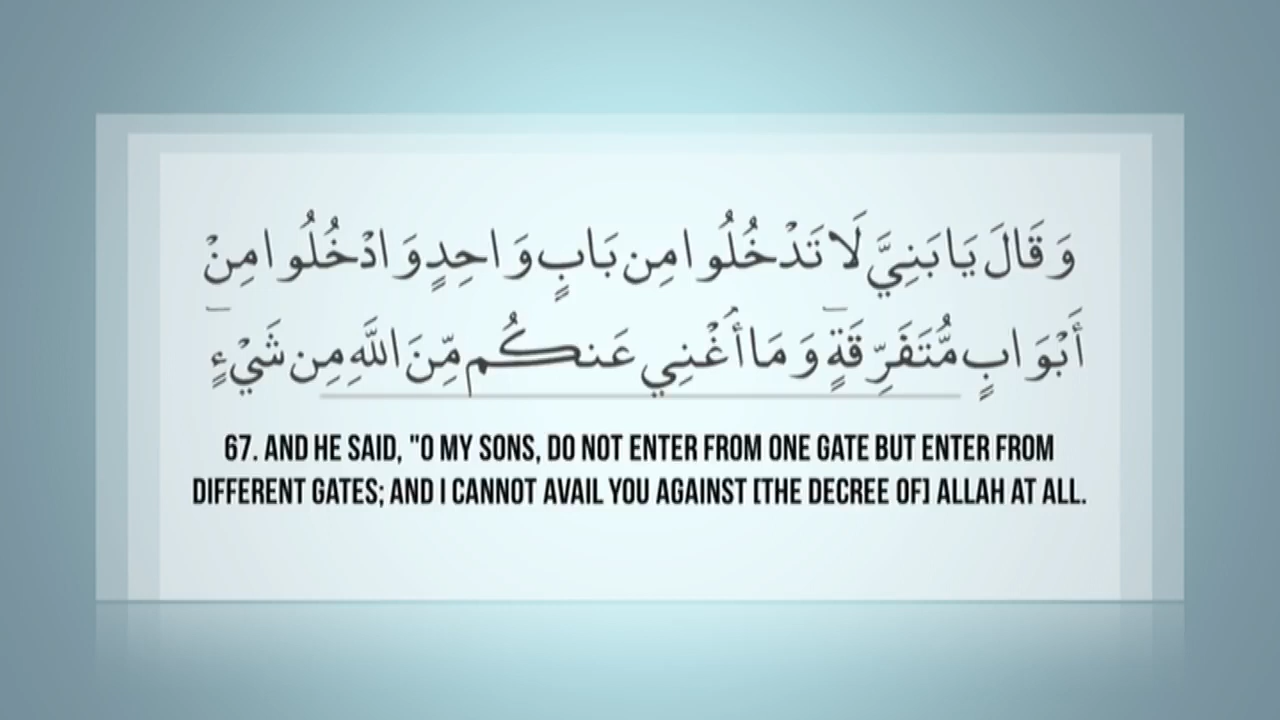 وَقَالَ يَا بَنِيَّ لَا تَدْخُلُوا مِن بَابٍ وَاحِدٍ وَادْخُلُوا مِنْ
أَبْوَابٍ مُّتَفَرِّقَةٍ ۖ وَمَا أُغْنِي عَنكُم مِّنَ اللَّهِ مِن شَيْءٍ ۖ
67. AND HE SAID, "O MY SONS, DO NOT ENTER FROM ONE GATE BUT ENTER FROM
DIFFERENT GATES; AND I CANNOT AVAIL YOU AGAINST [THE DECREE OF] ALLAH AT ALL.